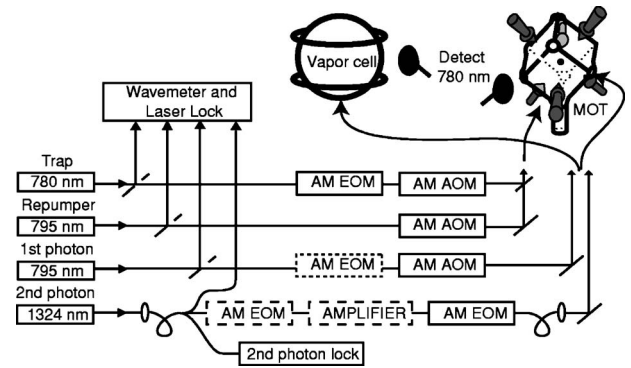 Vapor cell
Detect
780 nm
MOT
Wavemeter and
Laser Lock
Trap
780 nm
AM EOM
AM AOM
Repumper
795 nm
AM AOM
1st photon
795 nm
AM EOM
AM AOM
2nd photon
1324 nm
AM EOM
AMPLIFIER
AM EOM
2nd photon lock